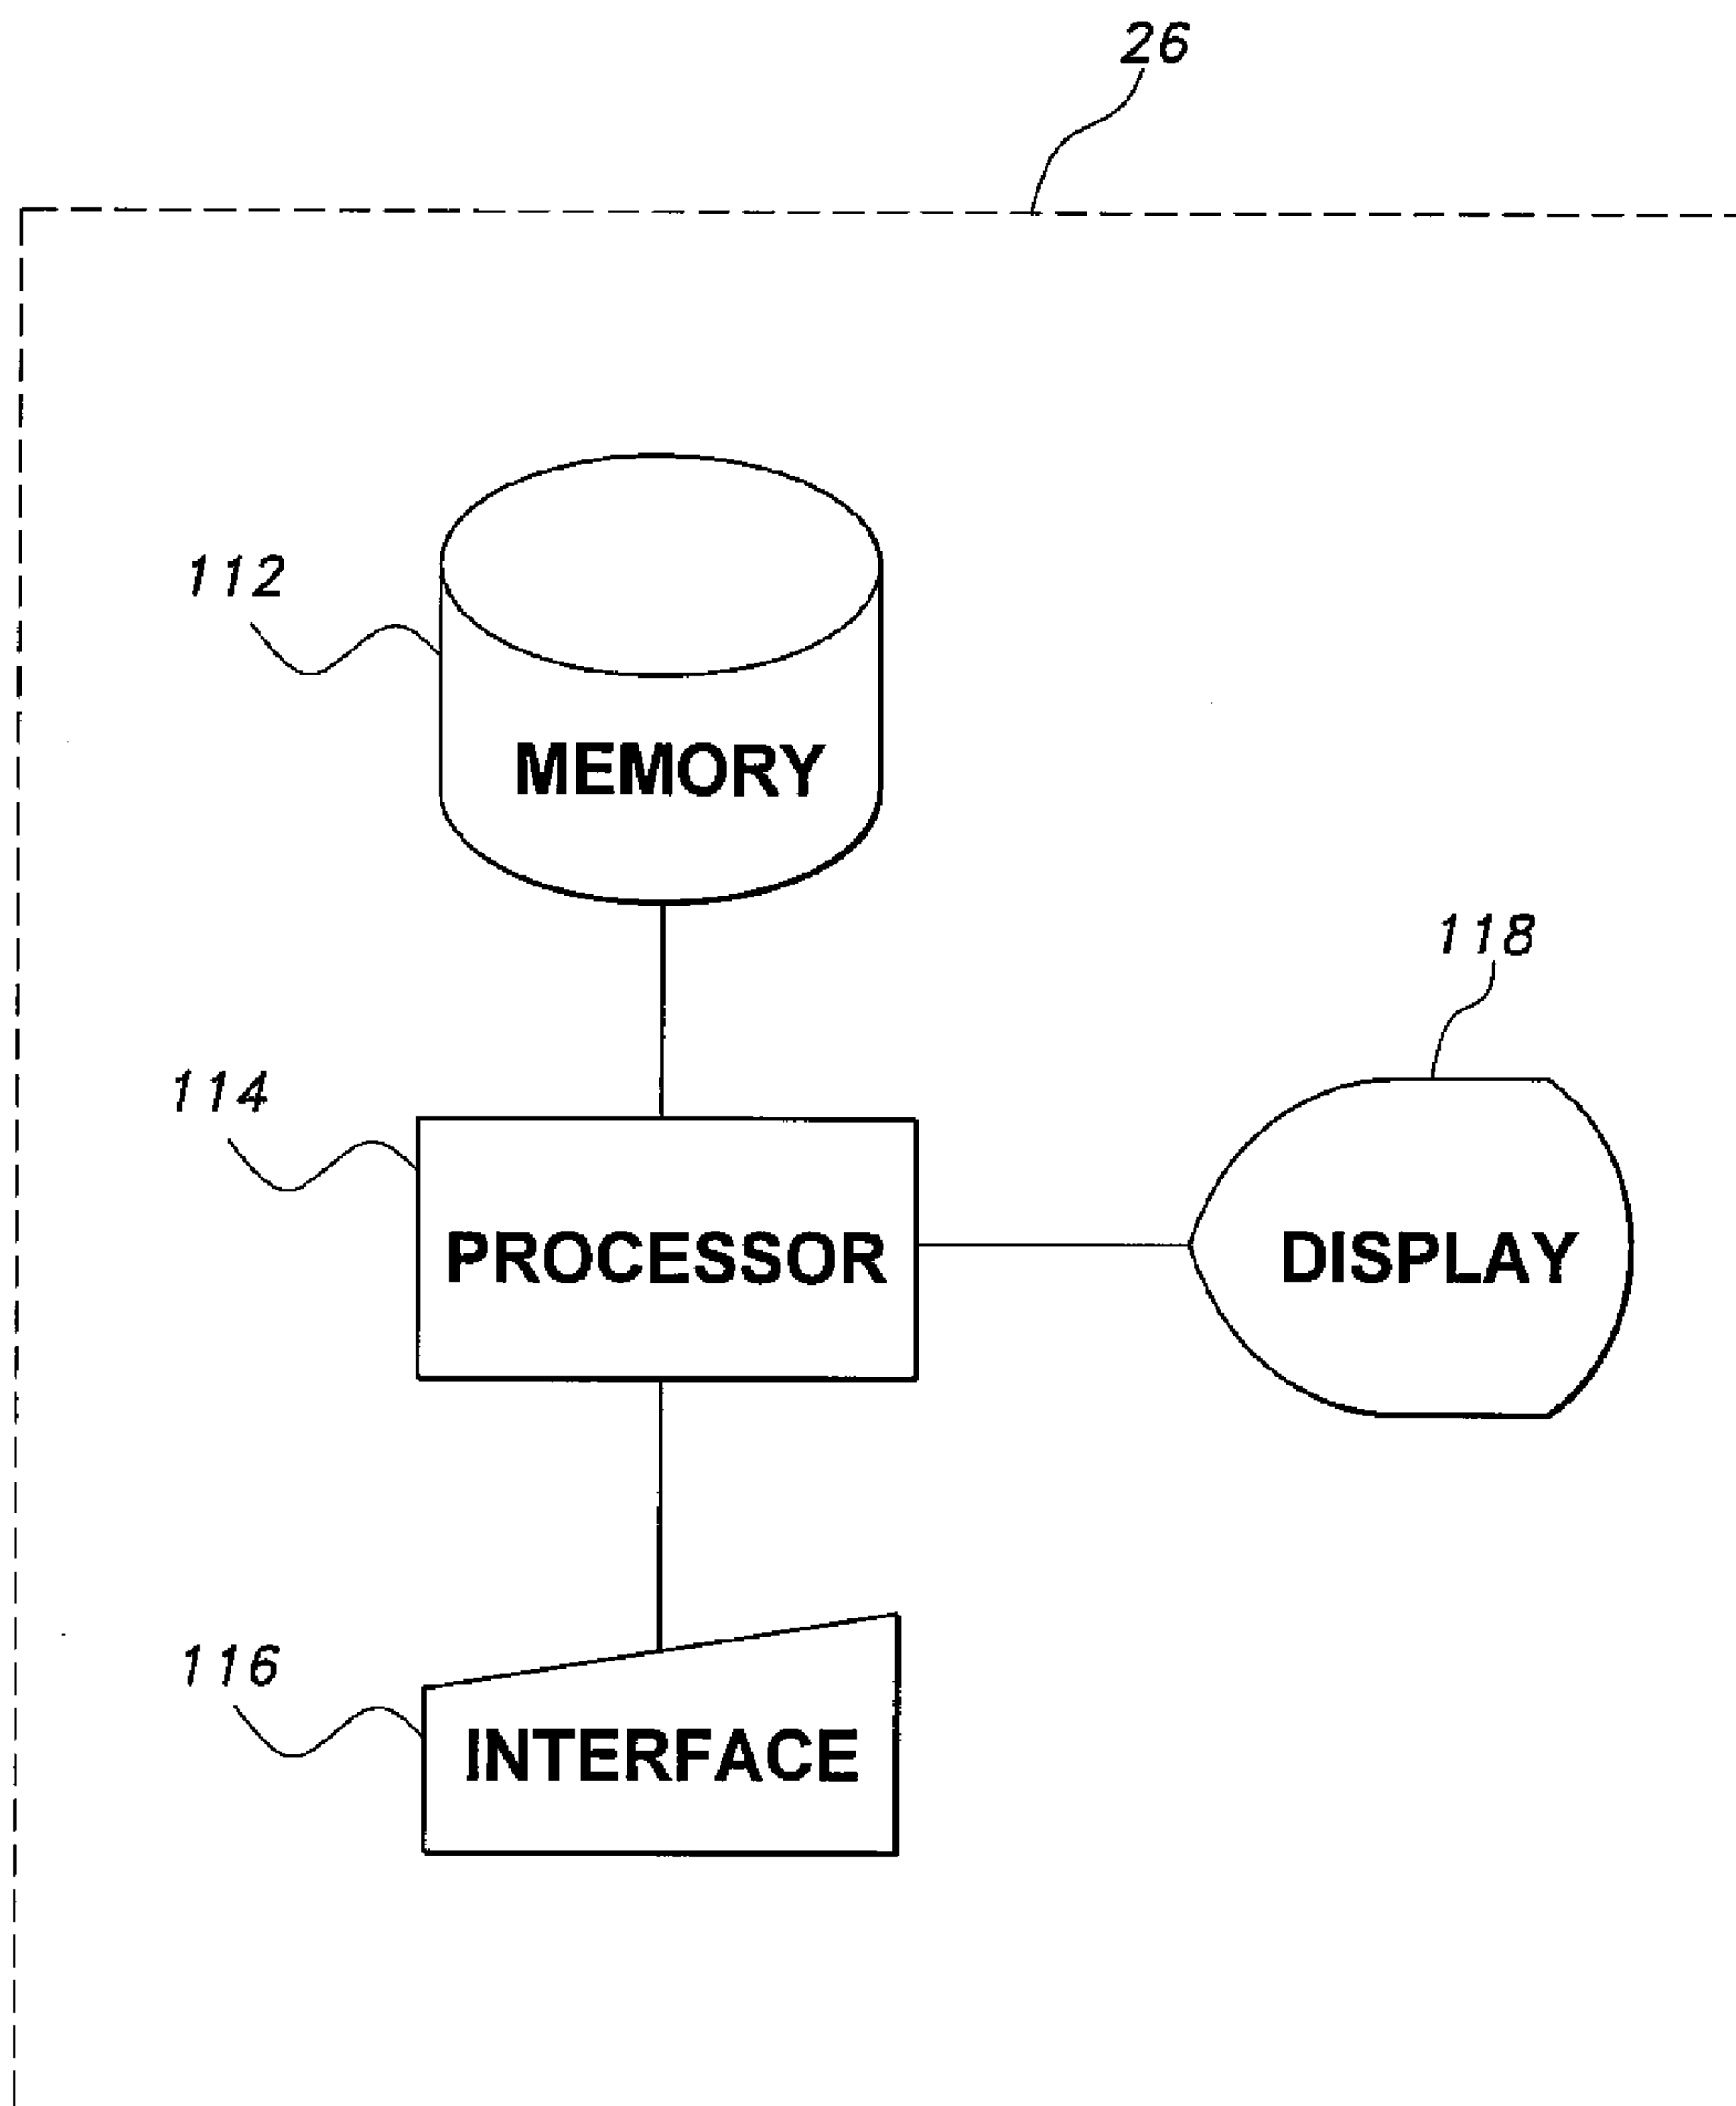 26
112
MEMORY
118
114
PROCESSOR
DISPLAY
116
INTERFACE